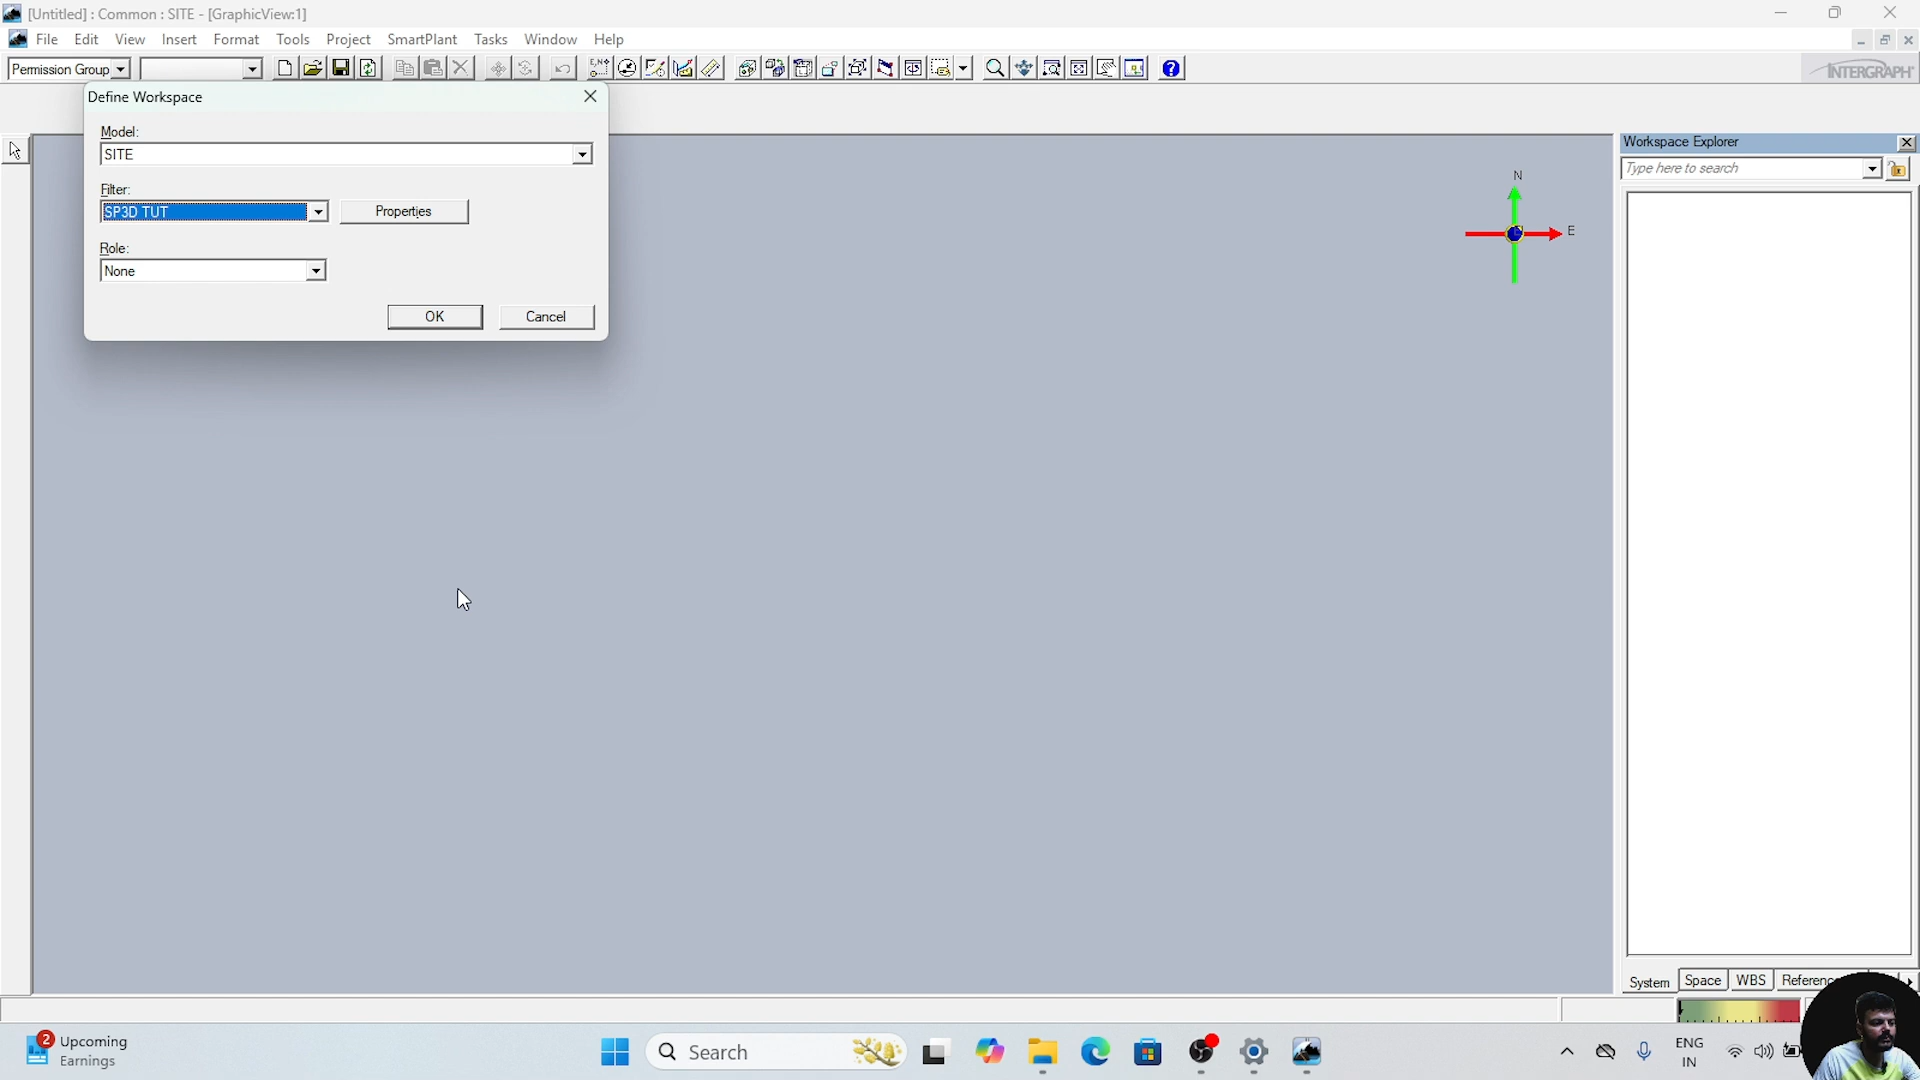 [Untitled] : Common : SITE - [GraphicView:1]
File Edit View Insert Format Tools Project SmartPlant Tasks Window Help
Permission Group
INTERGRAPH
Define Workspace
Model:
SITE
Filter:
SP3D TUT
Properties
Role:
None
OK Cancel
N
E
Workspace Explorer
Type here to search
System Space WBS Reference
2
Upcoming
Earnings
Search
ENG
IN